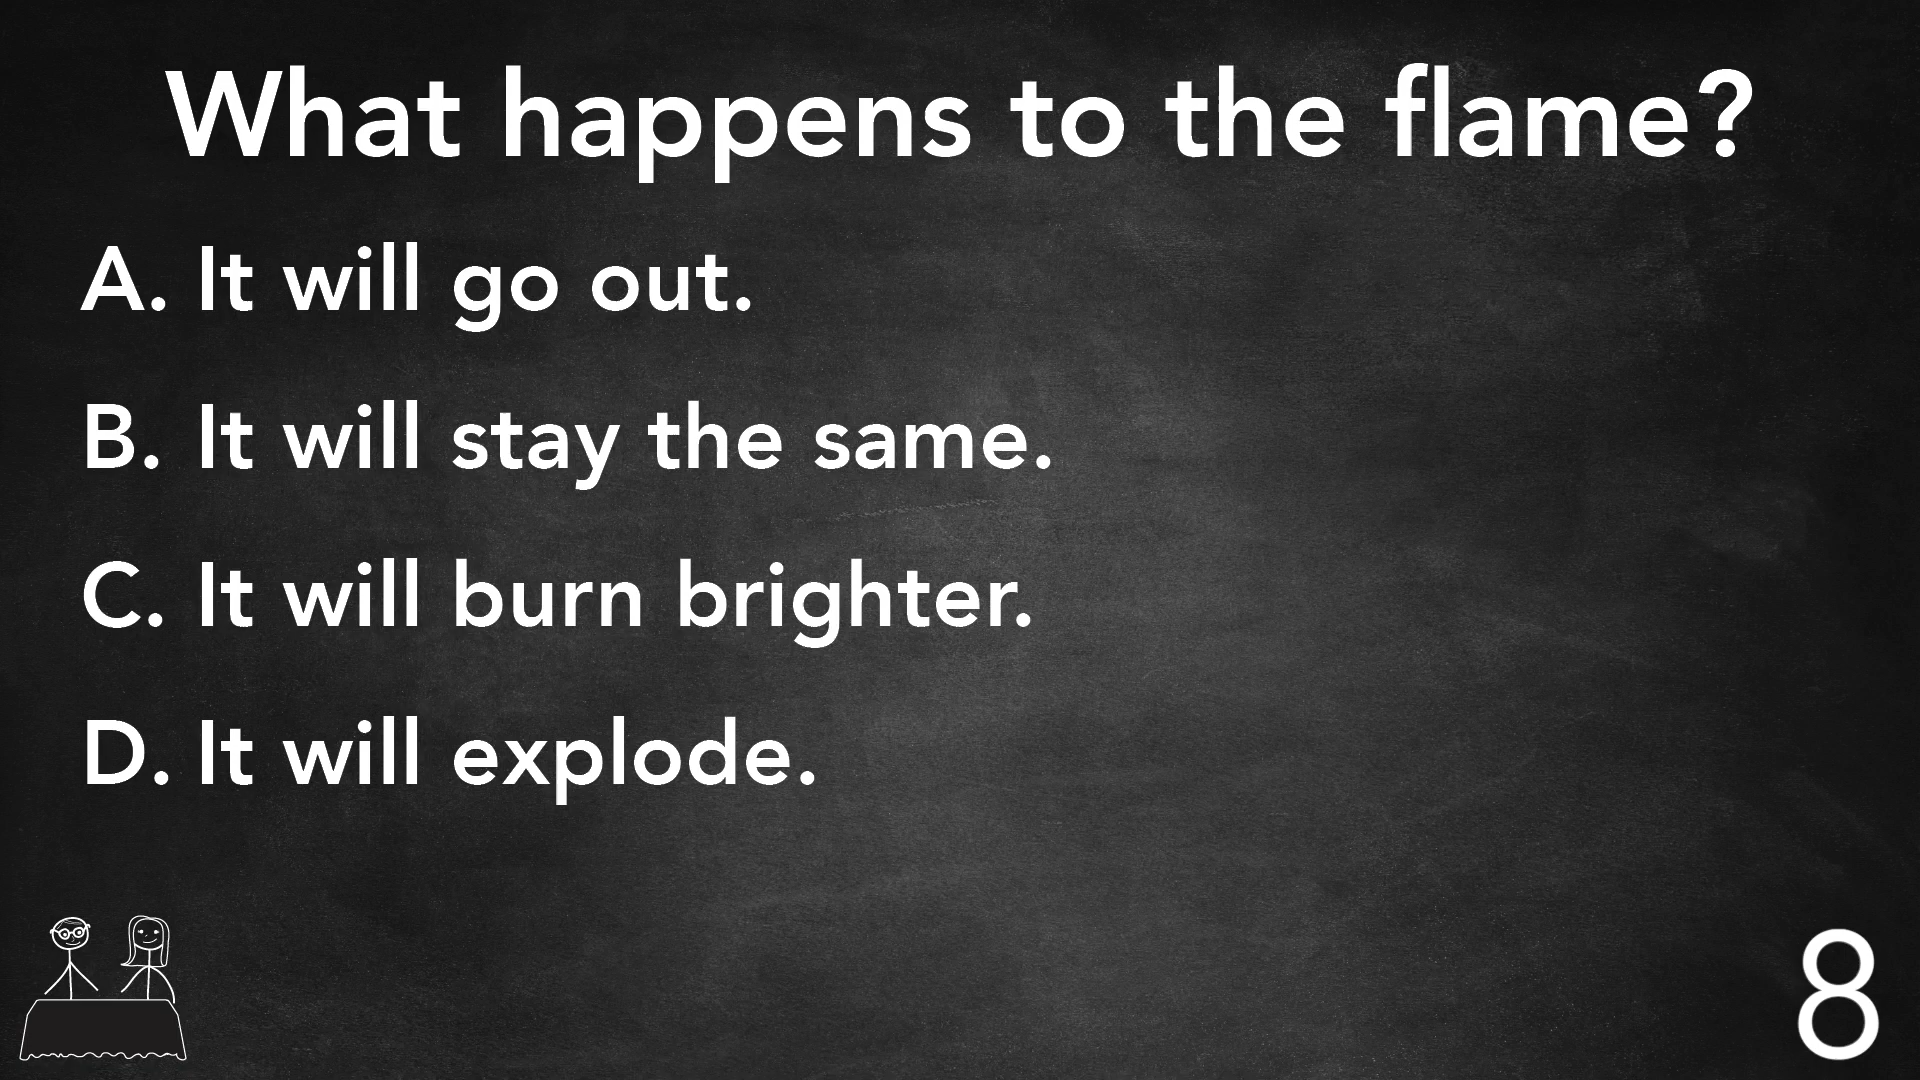 What happens to the flame?
A. It will go out.
B. It will stay the same.
C. It will burn brighter.
D. It will explode.
8